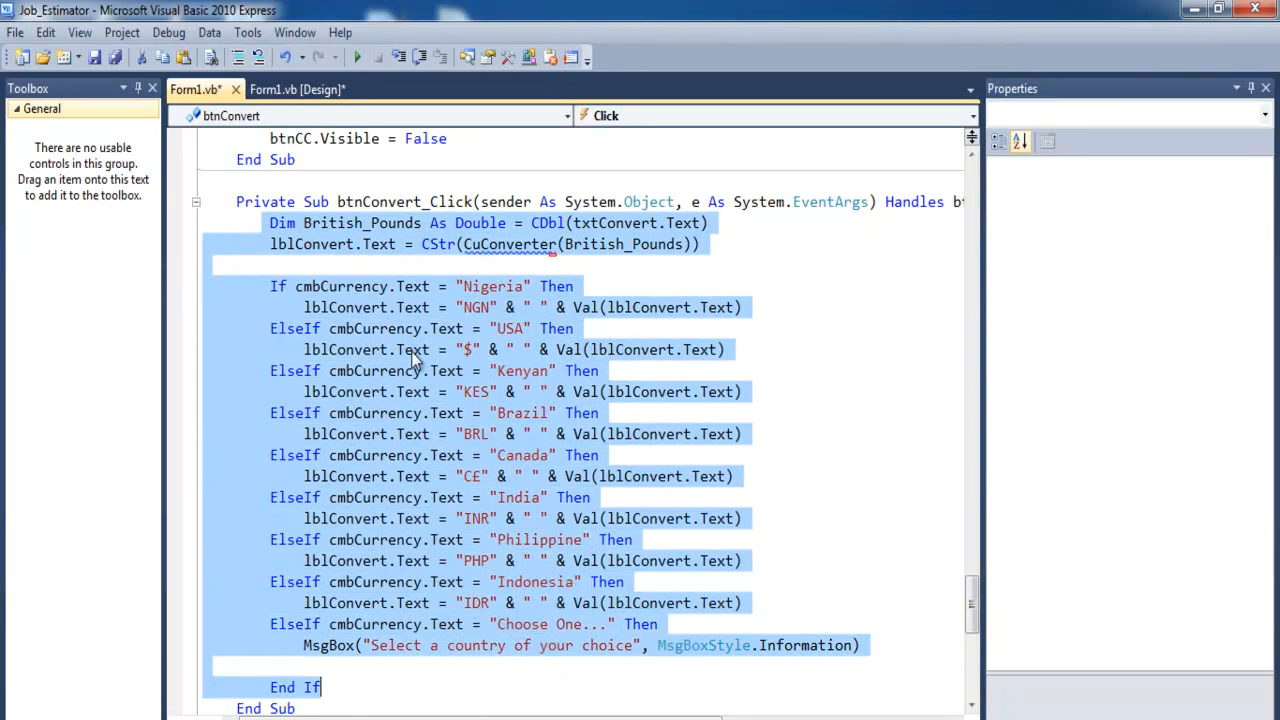 Job_Estimator - Microsoft Visual Basic 2010 Express
File Edit View Project Debug Data Tools Window Help
Toolbox
General
There are no usable
controls in this group.
Drag an item onto this text
to add it to the toolbox.
Form1.vb* Form1.vb [Design]*
btnConvert Click
btnCC.Visible = False
End Sub
Private Sub btnConvert_Click(sender As System.Object, e As System.EventArgs) Handles bt
Dim British_Pounds As Double = CDbl(txtConvert.Text)
lblConvert.Text = CStr(CuConverter(British_Pounds))
If cmbCurrency.Text = "Nigeria" Then
lblConvert.Text = "NGN" & " " & Val(lblConvert.Text)
ElseIf cmbCurrency.Text = "USA" Then
lblConvert.Text = "$" & " " & Val(lblConvert.Text)
ElseIf cmbCurrency.Text = "Kenyan" Then
lblConvert.Text = "KES" & " " & Val(lblConvert.Text)
ElseIf cmbCurrency.Text = "Brazil" Then
lblConvert.Text = "BRL" & " " & Val(lblConvert.Text)
ElseIf cmbCurrency.Text = "Canada" Then
lblConvert.Text = "C£" & " " & Val(lblConvert.Text)
ElseIf cmbCurrency.Text = "India" Then
lblConvert.Text = "INR" & " " & Val(lblConvert.Text)
ElseIf cmbCurrency.Text = "Philippine" Then
lblConvert.Text = "PHP" & " " & Val(lblConvert.Text)
ElseIf cmbCurrency.Text = "Indonesia" Then
lblConvert.Text = "IDR" & " " & Val(lblConvert.Text)
ElseIf cmbCurrency.Text = "Choose One..." Then
MsgBox("Select a country of your choice", MsgBoxStyle.Information)
End If
End Sub
Properties